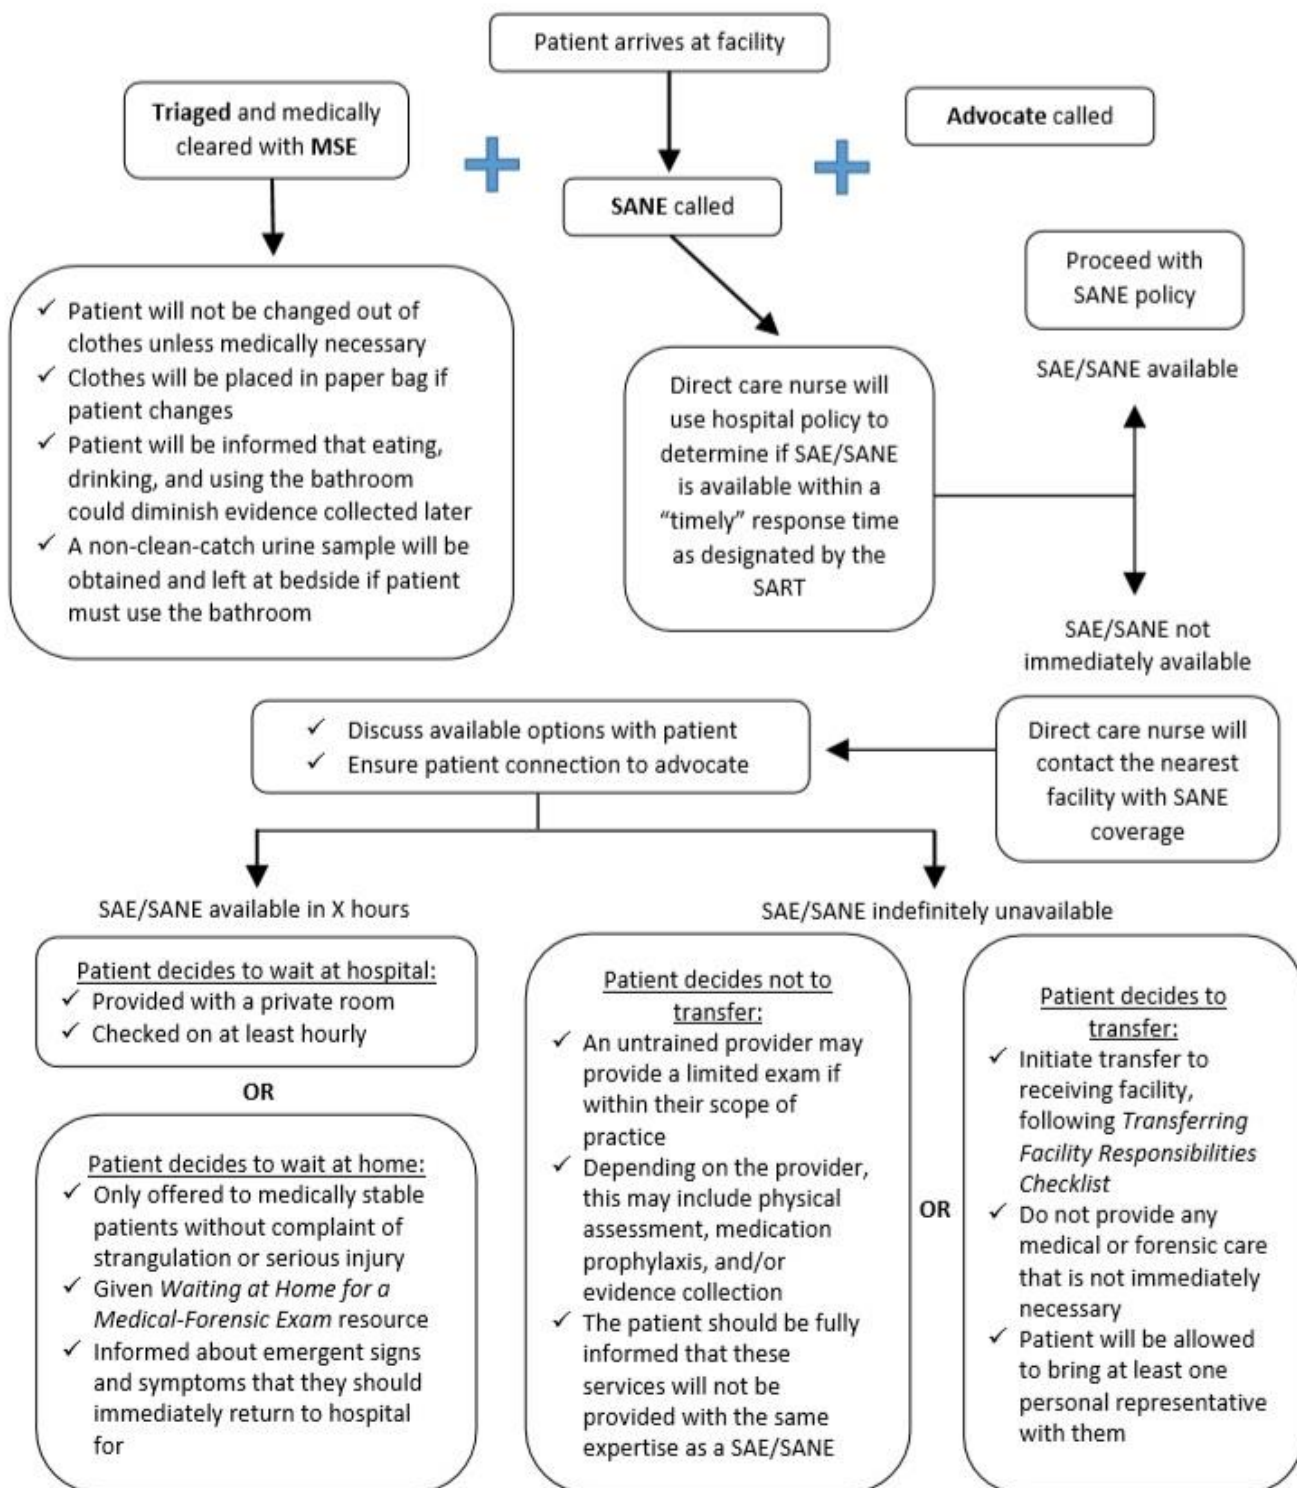 Patient arrives at facility
Triaged and medically
cleared with MSE
SANE called
Advocate called
✓ Patient will not be changed out of
clothes unless medically necessary
✓ Clothes will be placed in paper bag if
patient changes
✓ Patient will be informed that eating,
drinking, and using the bathroom
could diminish evidence collected later
✓ A non-clean-catch urine sample will be
obtained and left at bedside if patient
must use the bathroom
Direct care nurse will
use hospital policy to
determine if SAE/SANE
is available within a
“timely” response time
as designated by the
SART
Proceed with
SANE policy
SAE/SANE available
SAE/SANE not
immediately available
Direct care nurse will
contact the nearest
facility with SANE
coverage
✓ Discuss available options with patient
✓ Ensure patient connection to advocate
SAE/SANE available in X hours
Patient decides to wait at hospital:
✓ Provided with a private room
✓ Checked on at least hourly
OR
Patient decides to wait at home:
✓ Only offered to medically stable
patients without complaint of
strangulation or serious injury
✓ Given Waiting at Home for a
Medical-Forensic Exam resource
✓ Informed about emergent signs
and symptoms that they should
immediately return to hospital
for
SAE/SANE indefinitely unavailable
Patient decides not to
transfer:
✓ An untrained provider may
provide a limited exam if
within their scope of
practice
✓ Depending on the provider,
this may include physical
assessment, medication
prophylaxis, and/or
evidence collection
✓ The patient should be fully
informed that these
services will not be
provided with the same
expertise as a SAE/SANE
OR
Patient decides to
transfer:
✓ Initiate transfer to
receiving facility,
following Transferring
Facility Responsibilities
Checklist
✓ Do not provide any
medical or forensic care
that is not immediately
necessary
✓ Patient will be allowed
to bring at least one
personal representative
with them